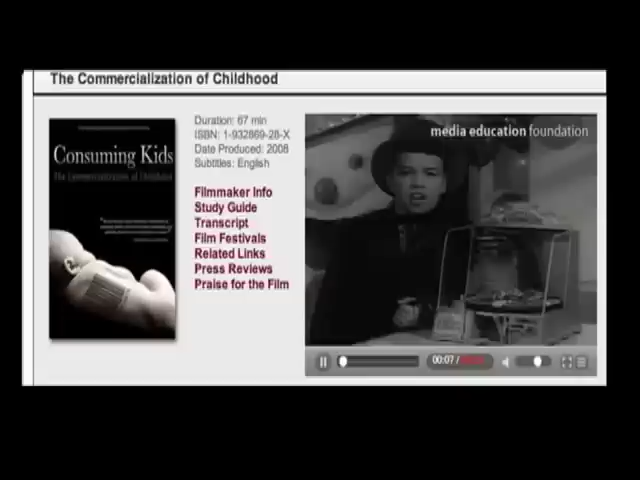 The Commercialization of Childhood
Consuming Kids
The Commercialization of Childhood
Duration: 67 min
ISBN: 1-932869-28-X
Date Produced: 2008
Subtitles: English
Filmmaker Info
Study Guide
Transcript
Film Festivals
Related Links
Press Reviews
Praise for the Film
media education foundation
00:07 /